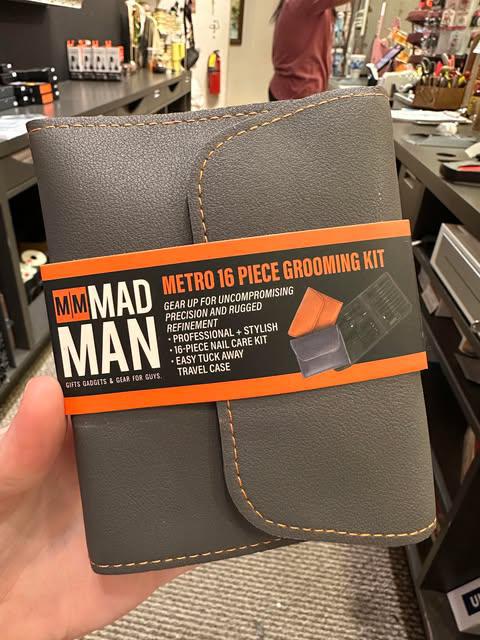 METRO 16 PIECE GROOMING KIT
MM MAD
MAN
GIFTS GADGETS & GEAR FOR GUYS.
GEAR UP FOR UNCOMPROMISING
PRECISION AND RUGGED
REFINEMENT
• PROFESSIONAL + STYLISH
• 16-PIECE NAIL CARE KIT
• EASY TUCK AWAY
TRAVEL CASE